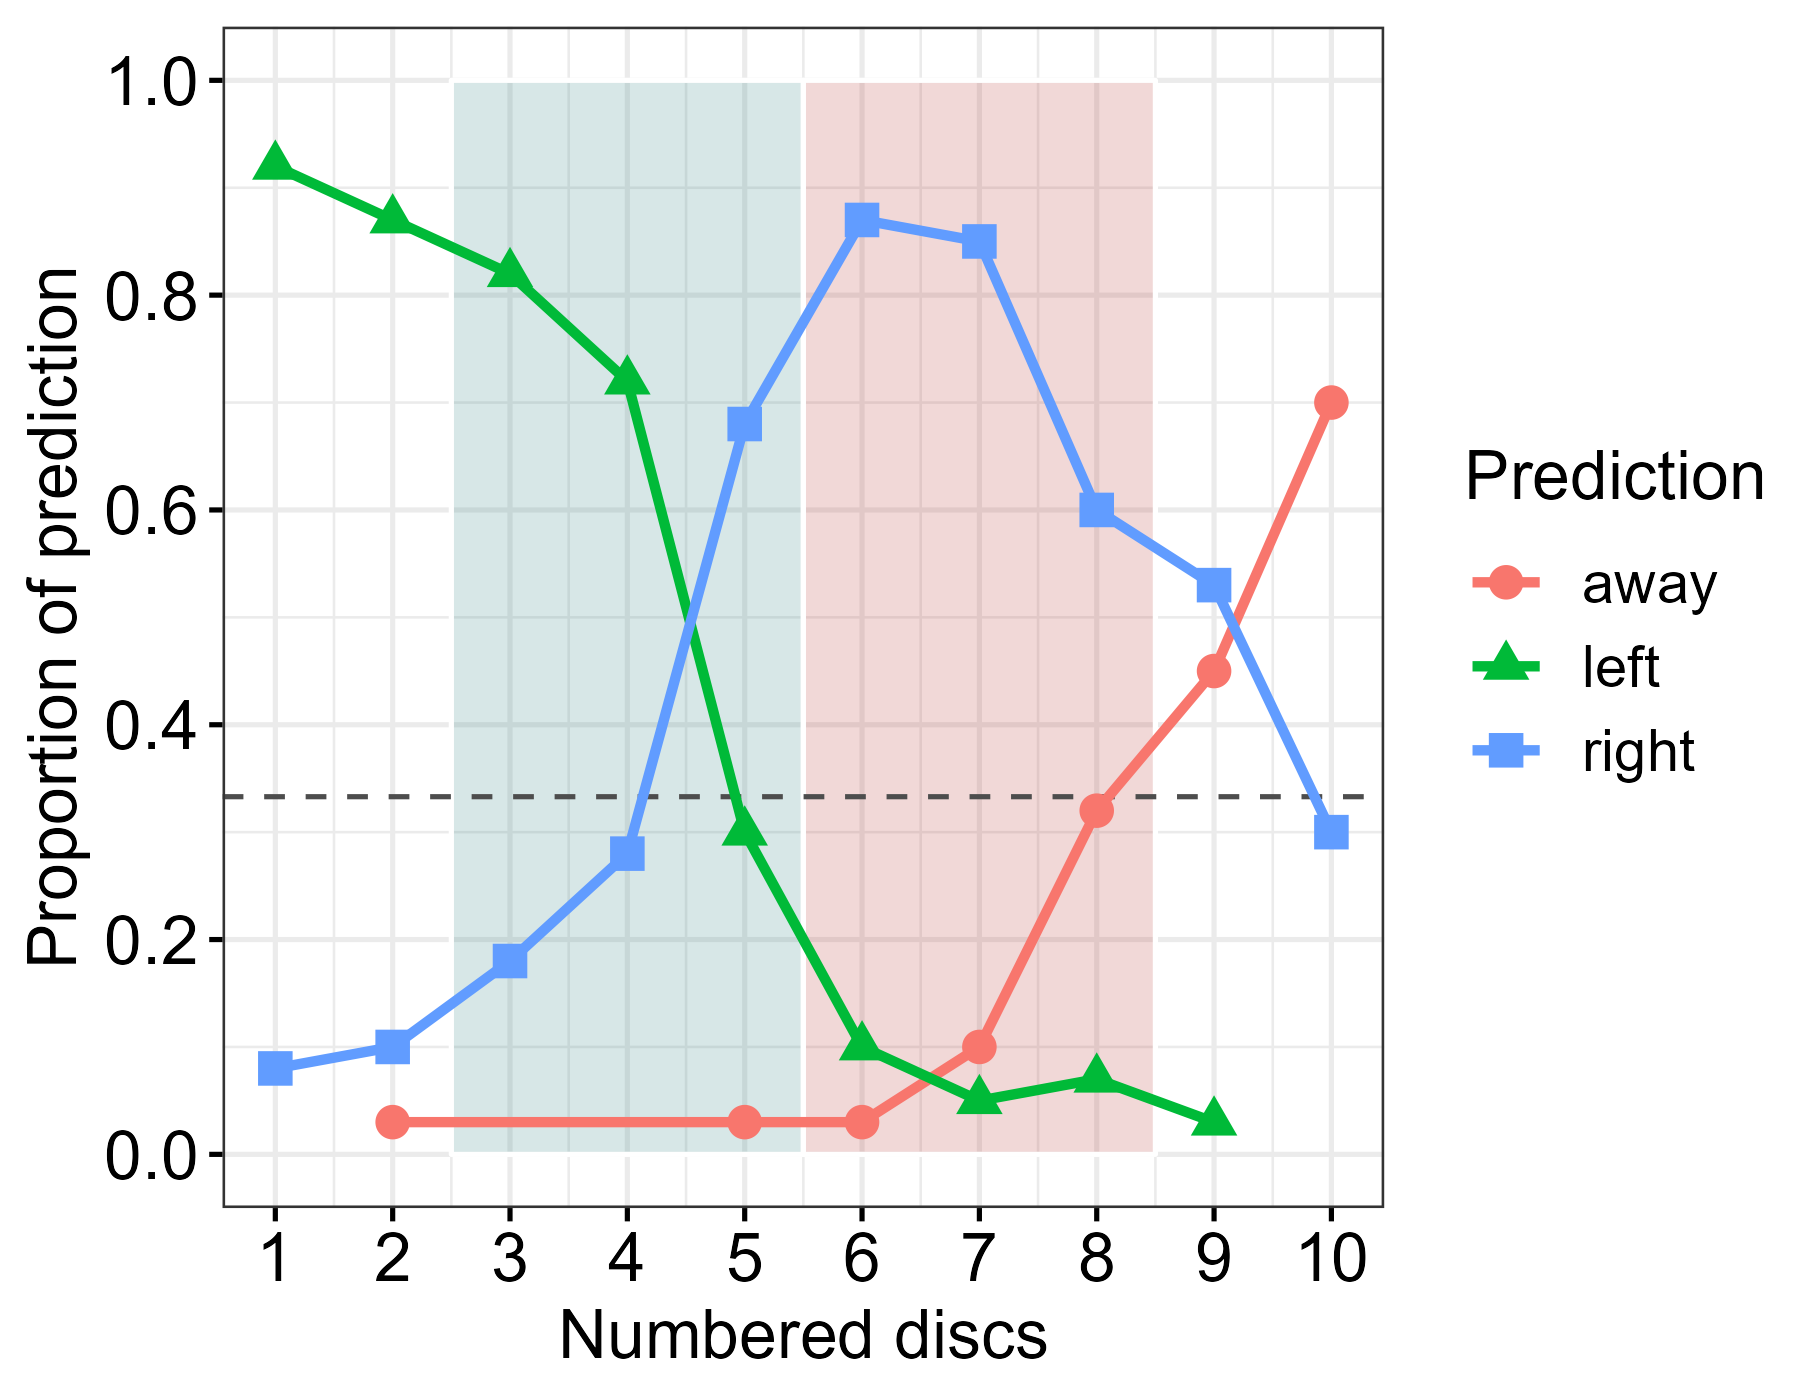 Proportion of prediction
1.0
0.8
0.6
0.4
0.2
0.0
1 2 3 4 5 6 7 8 9 10
Numbered discs
Prediction
away
left
right